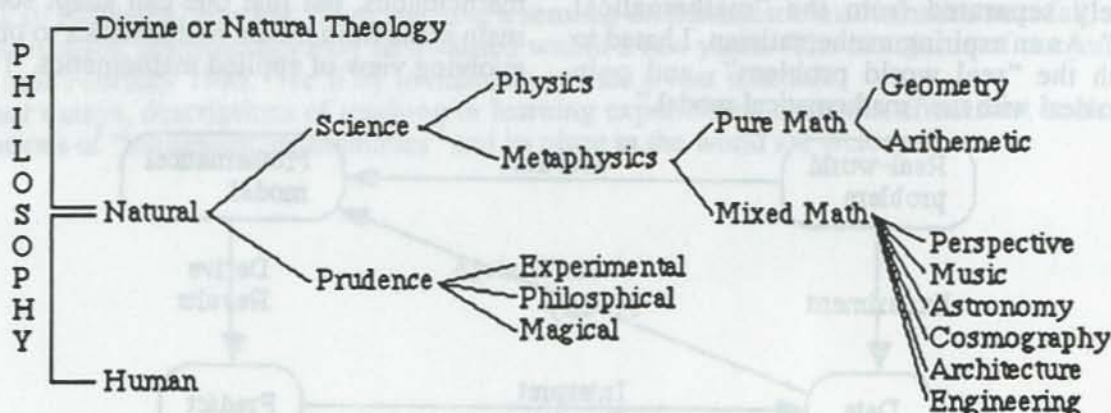 PHILOSOPHY
Divine or Natural Theology
Natural
Human
Science
Prudence
Physics
Metaphysics
Experimental
Philosphical
Magical
Pure Math
Mixed Math
Geometry
Arithemetic
Perspective
Music
Astronomy
Cosmography
Architecture
Engineering